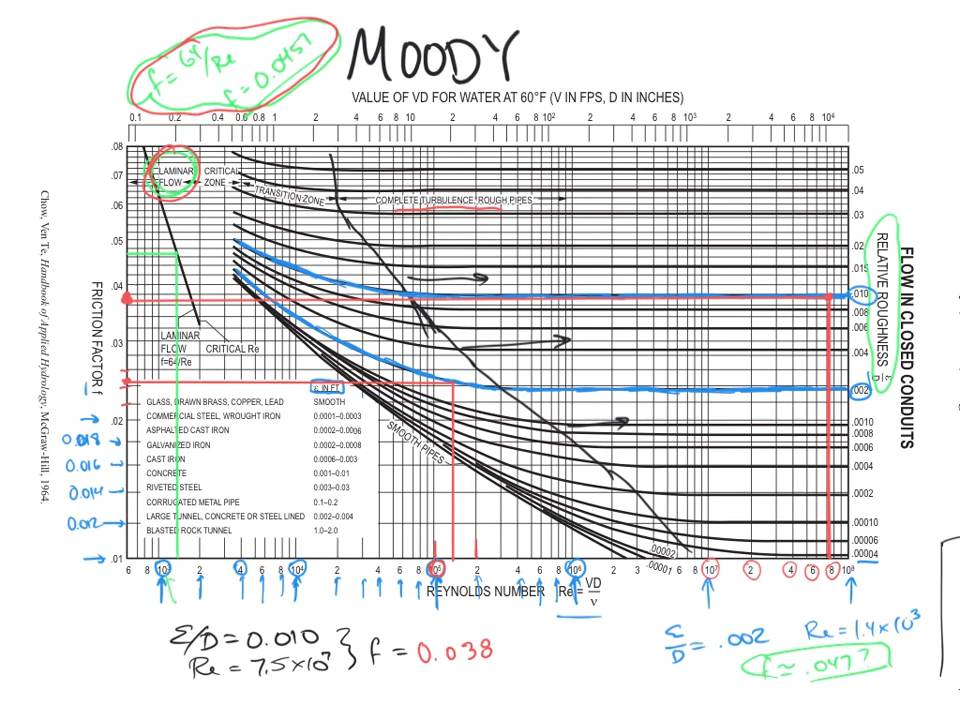 f = 64/Re
f = 0.0457
MOODY
VALUE OF VD FOR WATER AT 60°F (V IN FPS, D IN INCHES)
0.1 0.2 0.4 0.6 0.8 1 2 4 6 8 10 2 4 6 8 10² 2 4 6 8 10³ 2 4 6 8 10⁴
.08
.07
.06
.05
.04
.03
.02
.01
FRICTION FACTOR f
0.018
0.016
0.014
0.012
LAMINAR FLOW
CRITICAL ZONE
TRANSITION ZONE
COMPLETE TURBULENCE, ROUGH PIPES
LAMINAR
FLOW
f=64/Re
CRITICAL Re
SMOOTH PIPES
ε IN FT
GLASS, DRAWN BRASS, COPPER, LEAD SMOOTH
COMMERCIAL STEEL, WROUGHT IRON 0.0001–0.0003
ASPHALTED CAST IRON 0.0002–0.0006
GALVANIZED IRON 0.0002–0.0008
CAST IRON 0.0006–0.003
CONCRETE 0.001–0.01
RIVETED STEEL 0.003–0.03
CORRUGATED METAL PIPE 0.1–0.2
LARGE TUNNEL, CONCRETE OR STEEL LINED 0.002–0.004
BLASTED ROCK TUNNEL 1.0–2.0
.05
.04
.03
.02
.015
.010
.008
.006
.004
.002
.0010
.0008
.0006
.0004
.0002
.00010
.00006
.00004
.00002
.00001
RELATIVE ROUGHNESS ε/D
FLOW IN CLOSED CONDUITS
6 8 10³ 2 4 6 8 10⁴ 2 3 4 6 8 10⁵ 2 4 6 8 10⁶ 2 3 6 8 10⁷ 2 4 6 8 10⁸
REYNOLDS NUMBER Re = VD/ν
Chow, Ven Te, Handbook of Applied Hydrology, McGraw-Hill, 1964.
ε/D = 0.010
Re = 7.5×10⁷
f = 0.038
ε/D = .002 Re = 1.4×10³
f ≈ .047?